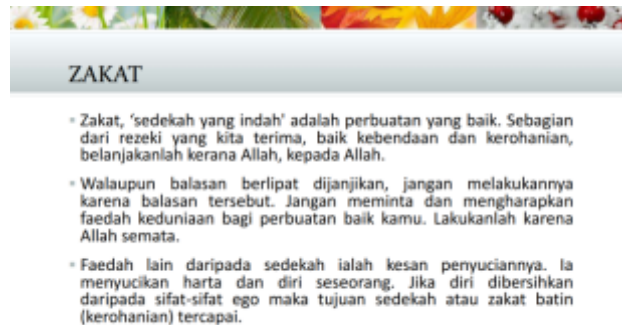 ZAKAT
Zakat, ‘sedekah yang indah’ adalah perbuatan yang baik. Sebagian
dari rezeki yang kita terima, baik kebendaan dan kerohanian,
belanjakanlah kerana Allah, kepada Allah.
Walaupun balasan berlipat dijanjikan, jangan melakukannya
karena balasan tersebut. Jangan meminta dan mengharapkan
faedah keduniaan bagi perbuatan baik kamu. Lakukanlah karena
Allah semata.
Faedah lain daripada sedekah ialah kesan penyuciannya. Ia
menyucikan harta dan diri seseorang. Jika diri dibersihkan
daripada sifat-sifat ego maka tujuan sedekah atau zakat batin
(kerohanian) tercapai.